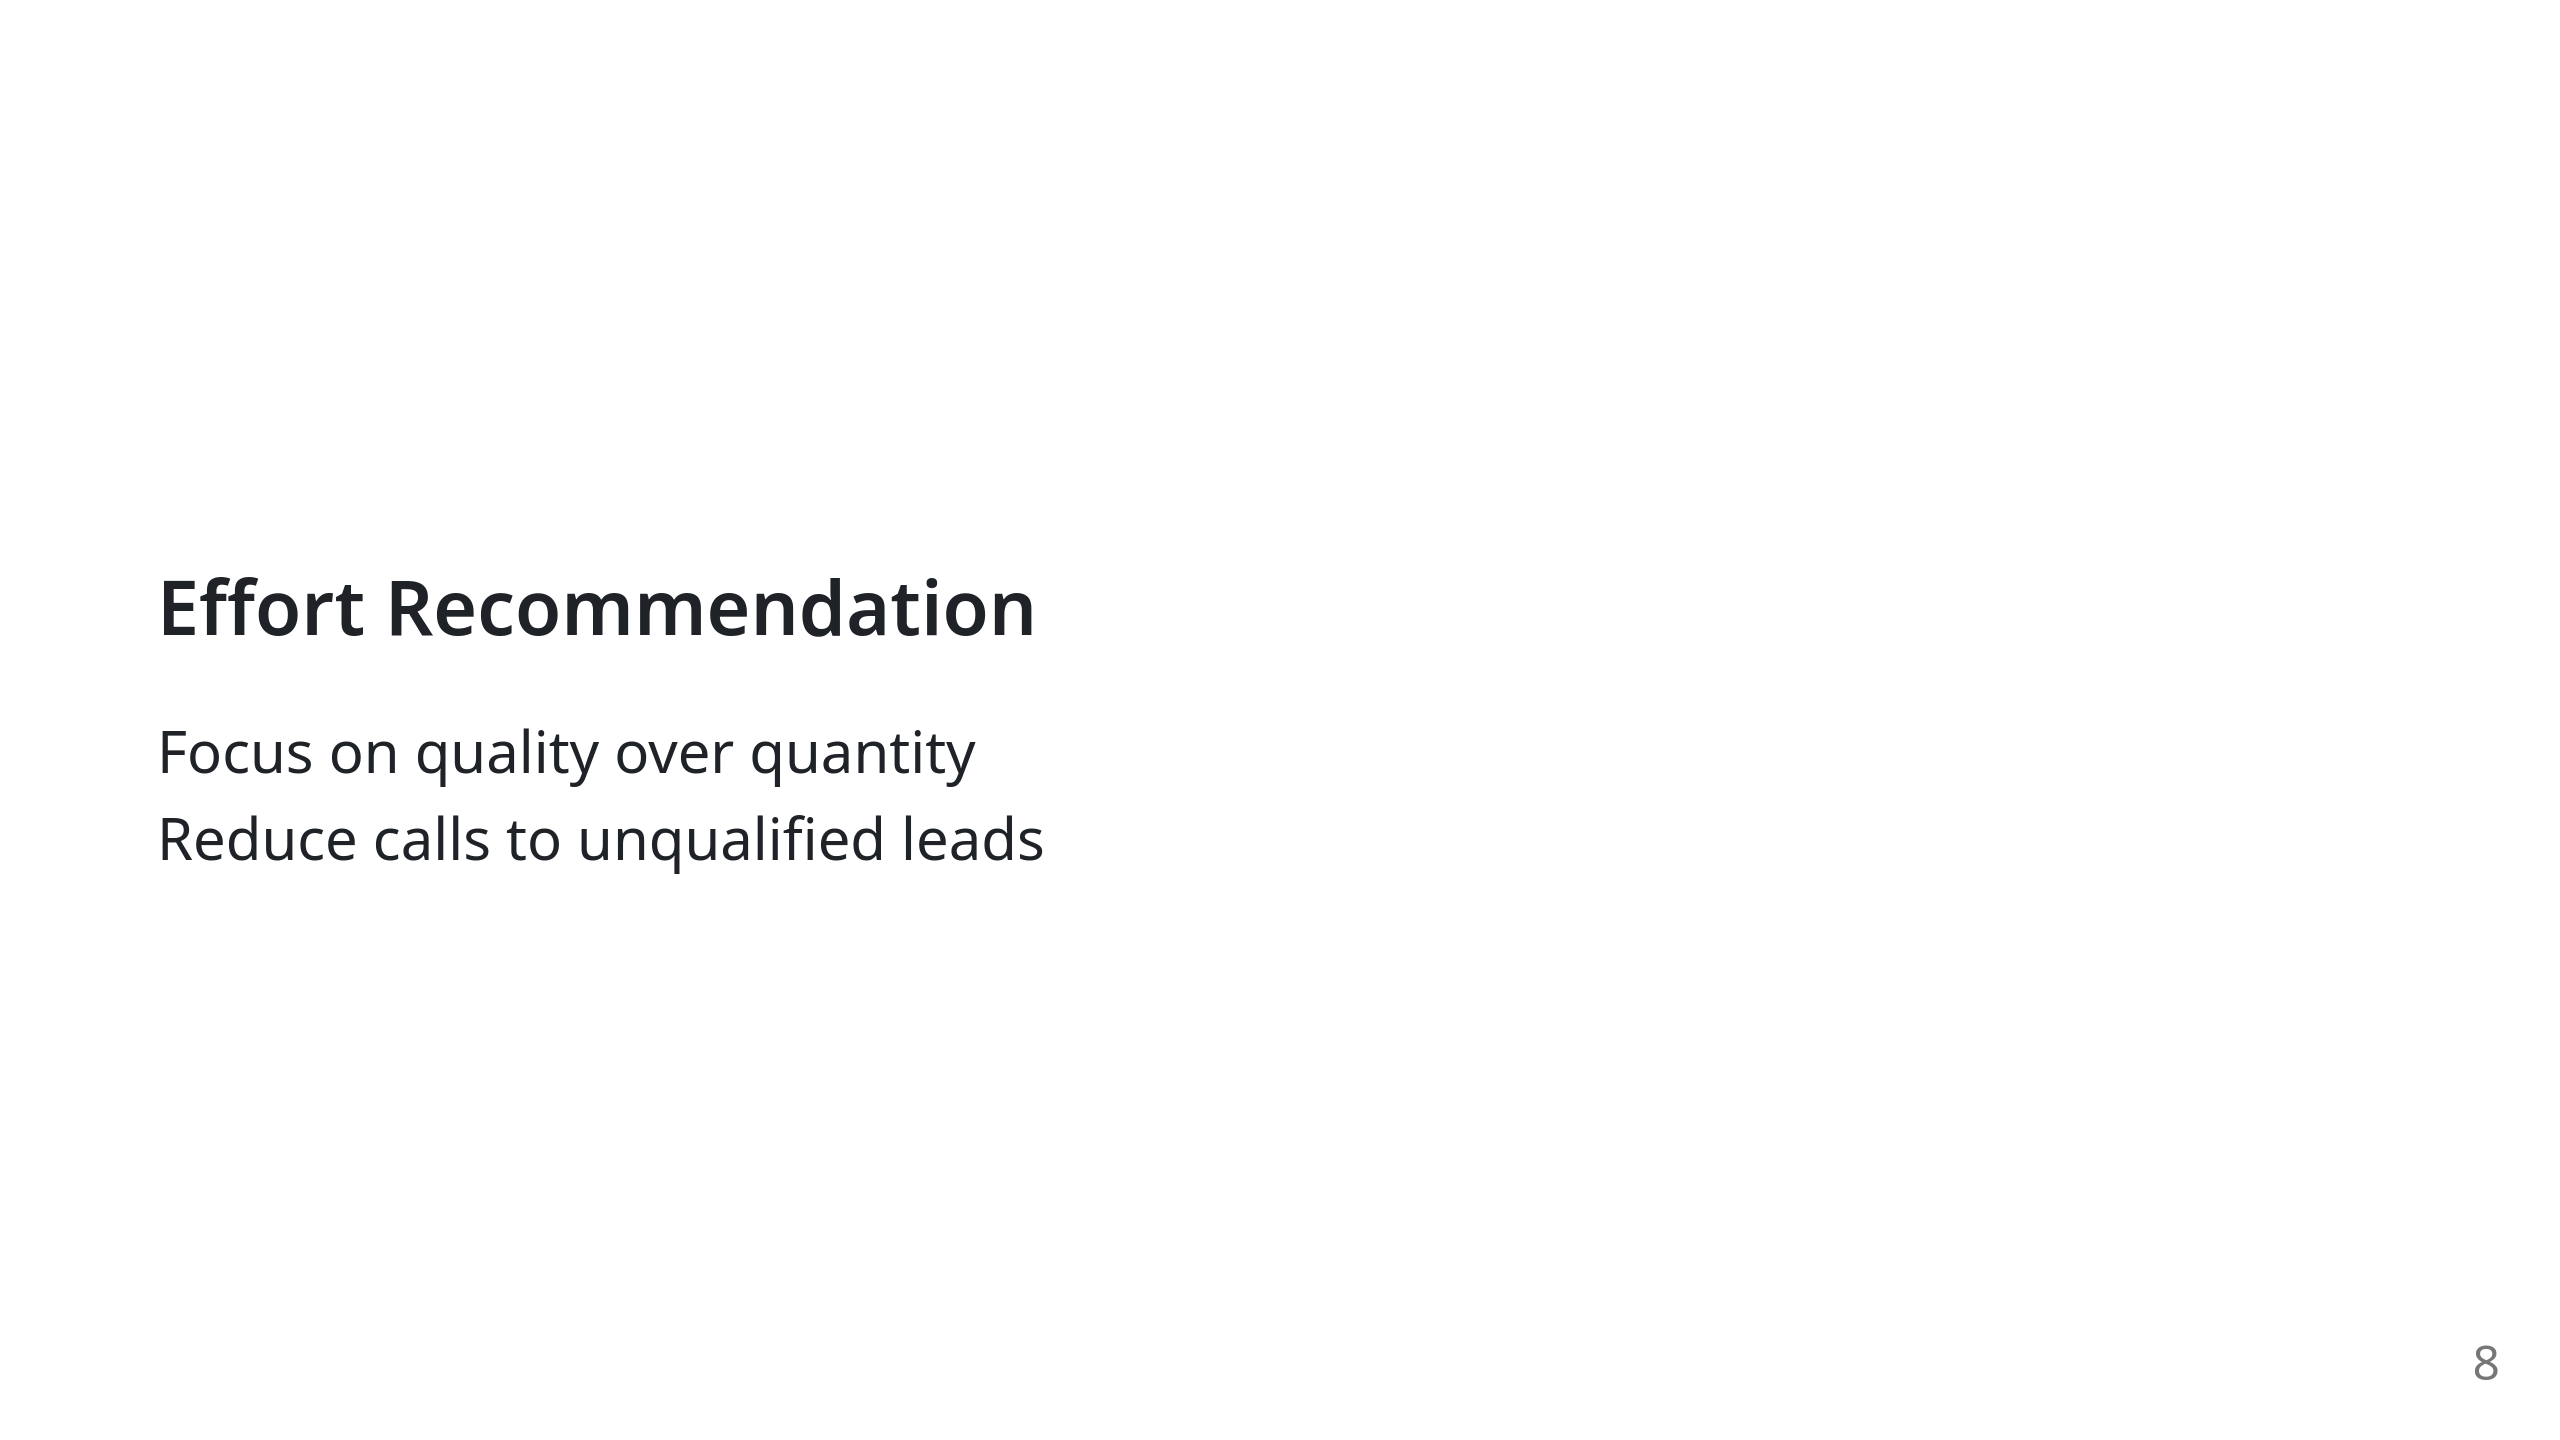 Effort Recommendation
Focus on quality over quantity
Reduce calls to unqualified leads
8